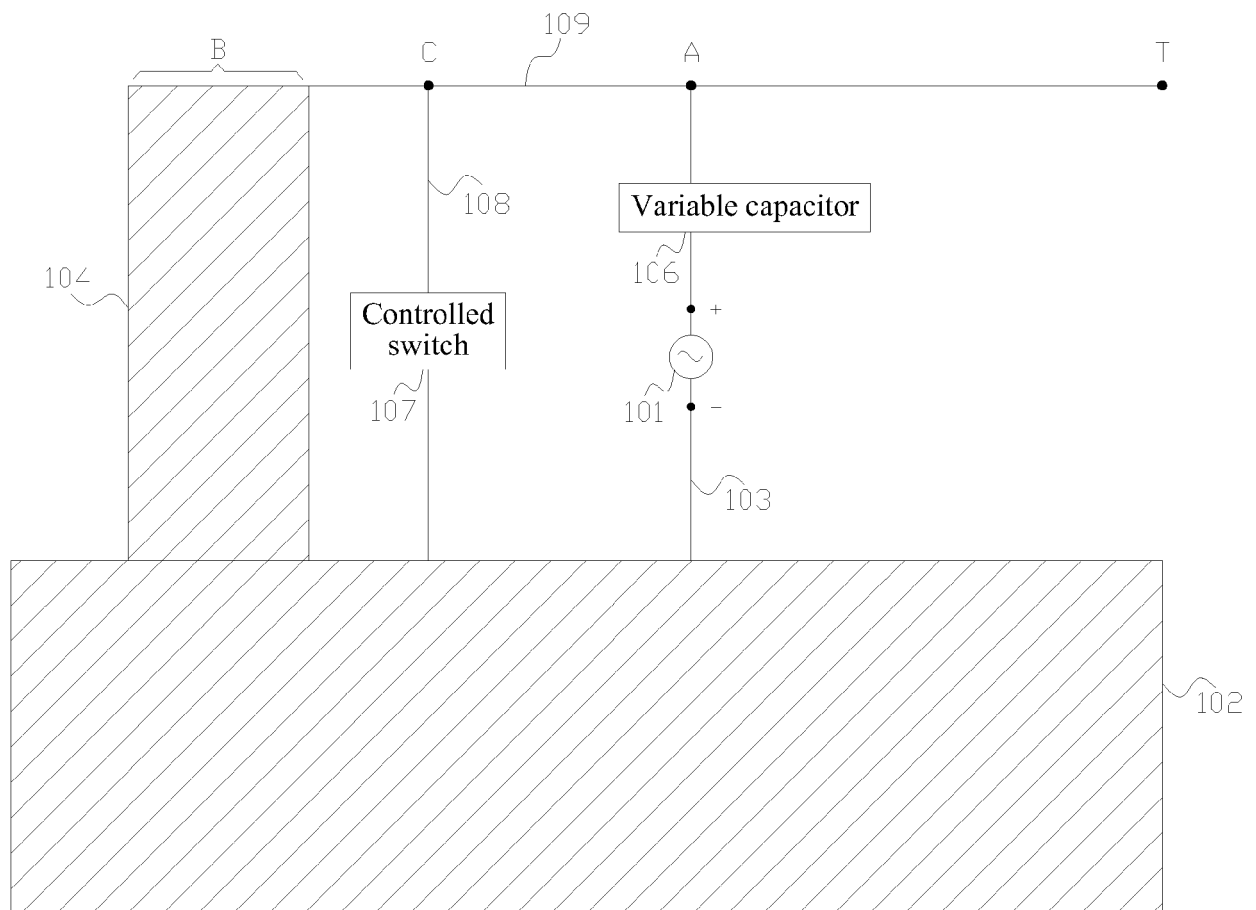 109
B
C
A
T
108
Variable capacitor
106
104
Controlled
switch
+
107
101
-
103
102